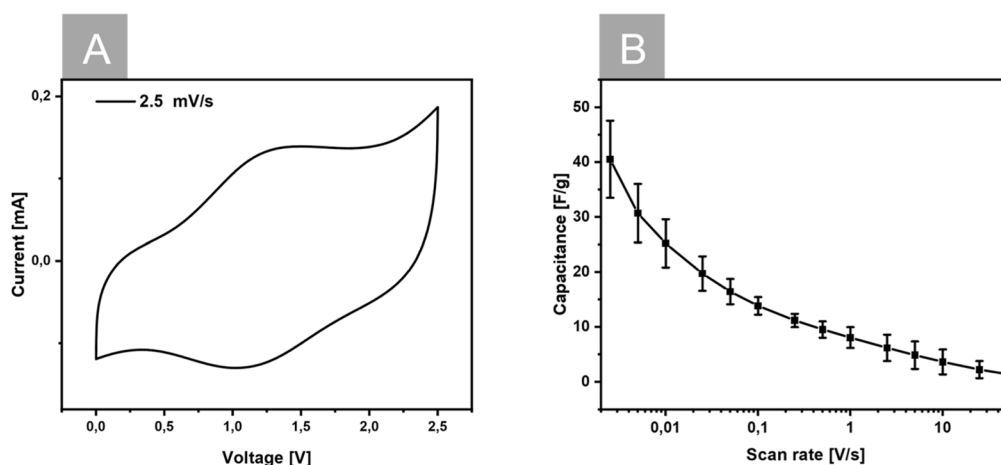 A
2.5 mV/s
0,2
0,0
Current [mA]
0,0 0,5 1,0 1,5 2,0 2,5
Voltage [V]
B
50
40
30
20
10
0
Capacitance [F/g]
0,01 0,1 1 10
Scan rate [V/s]